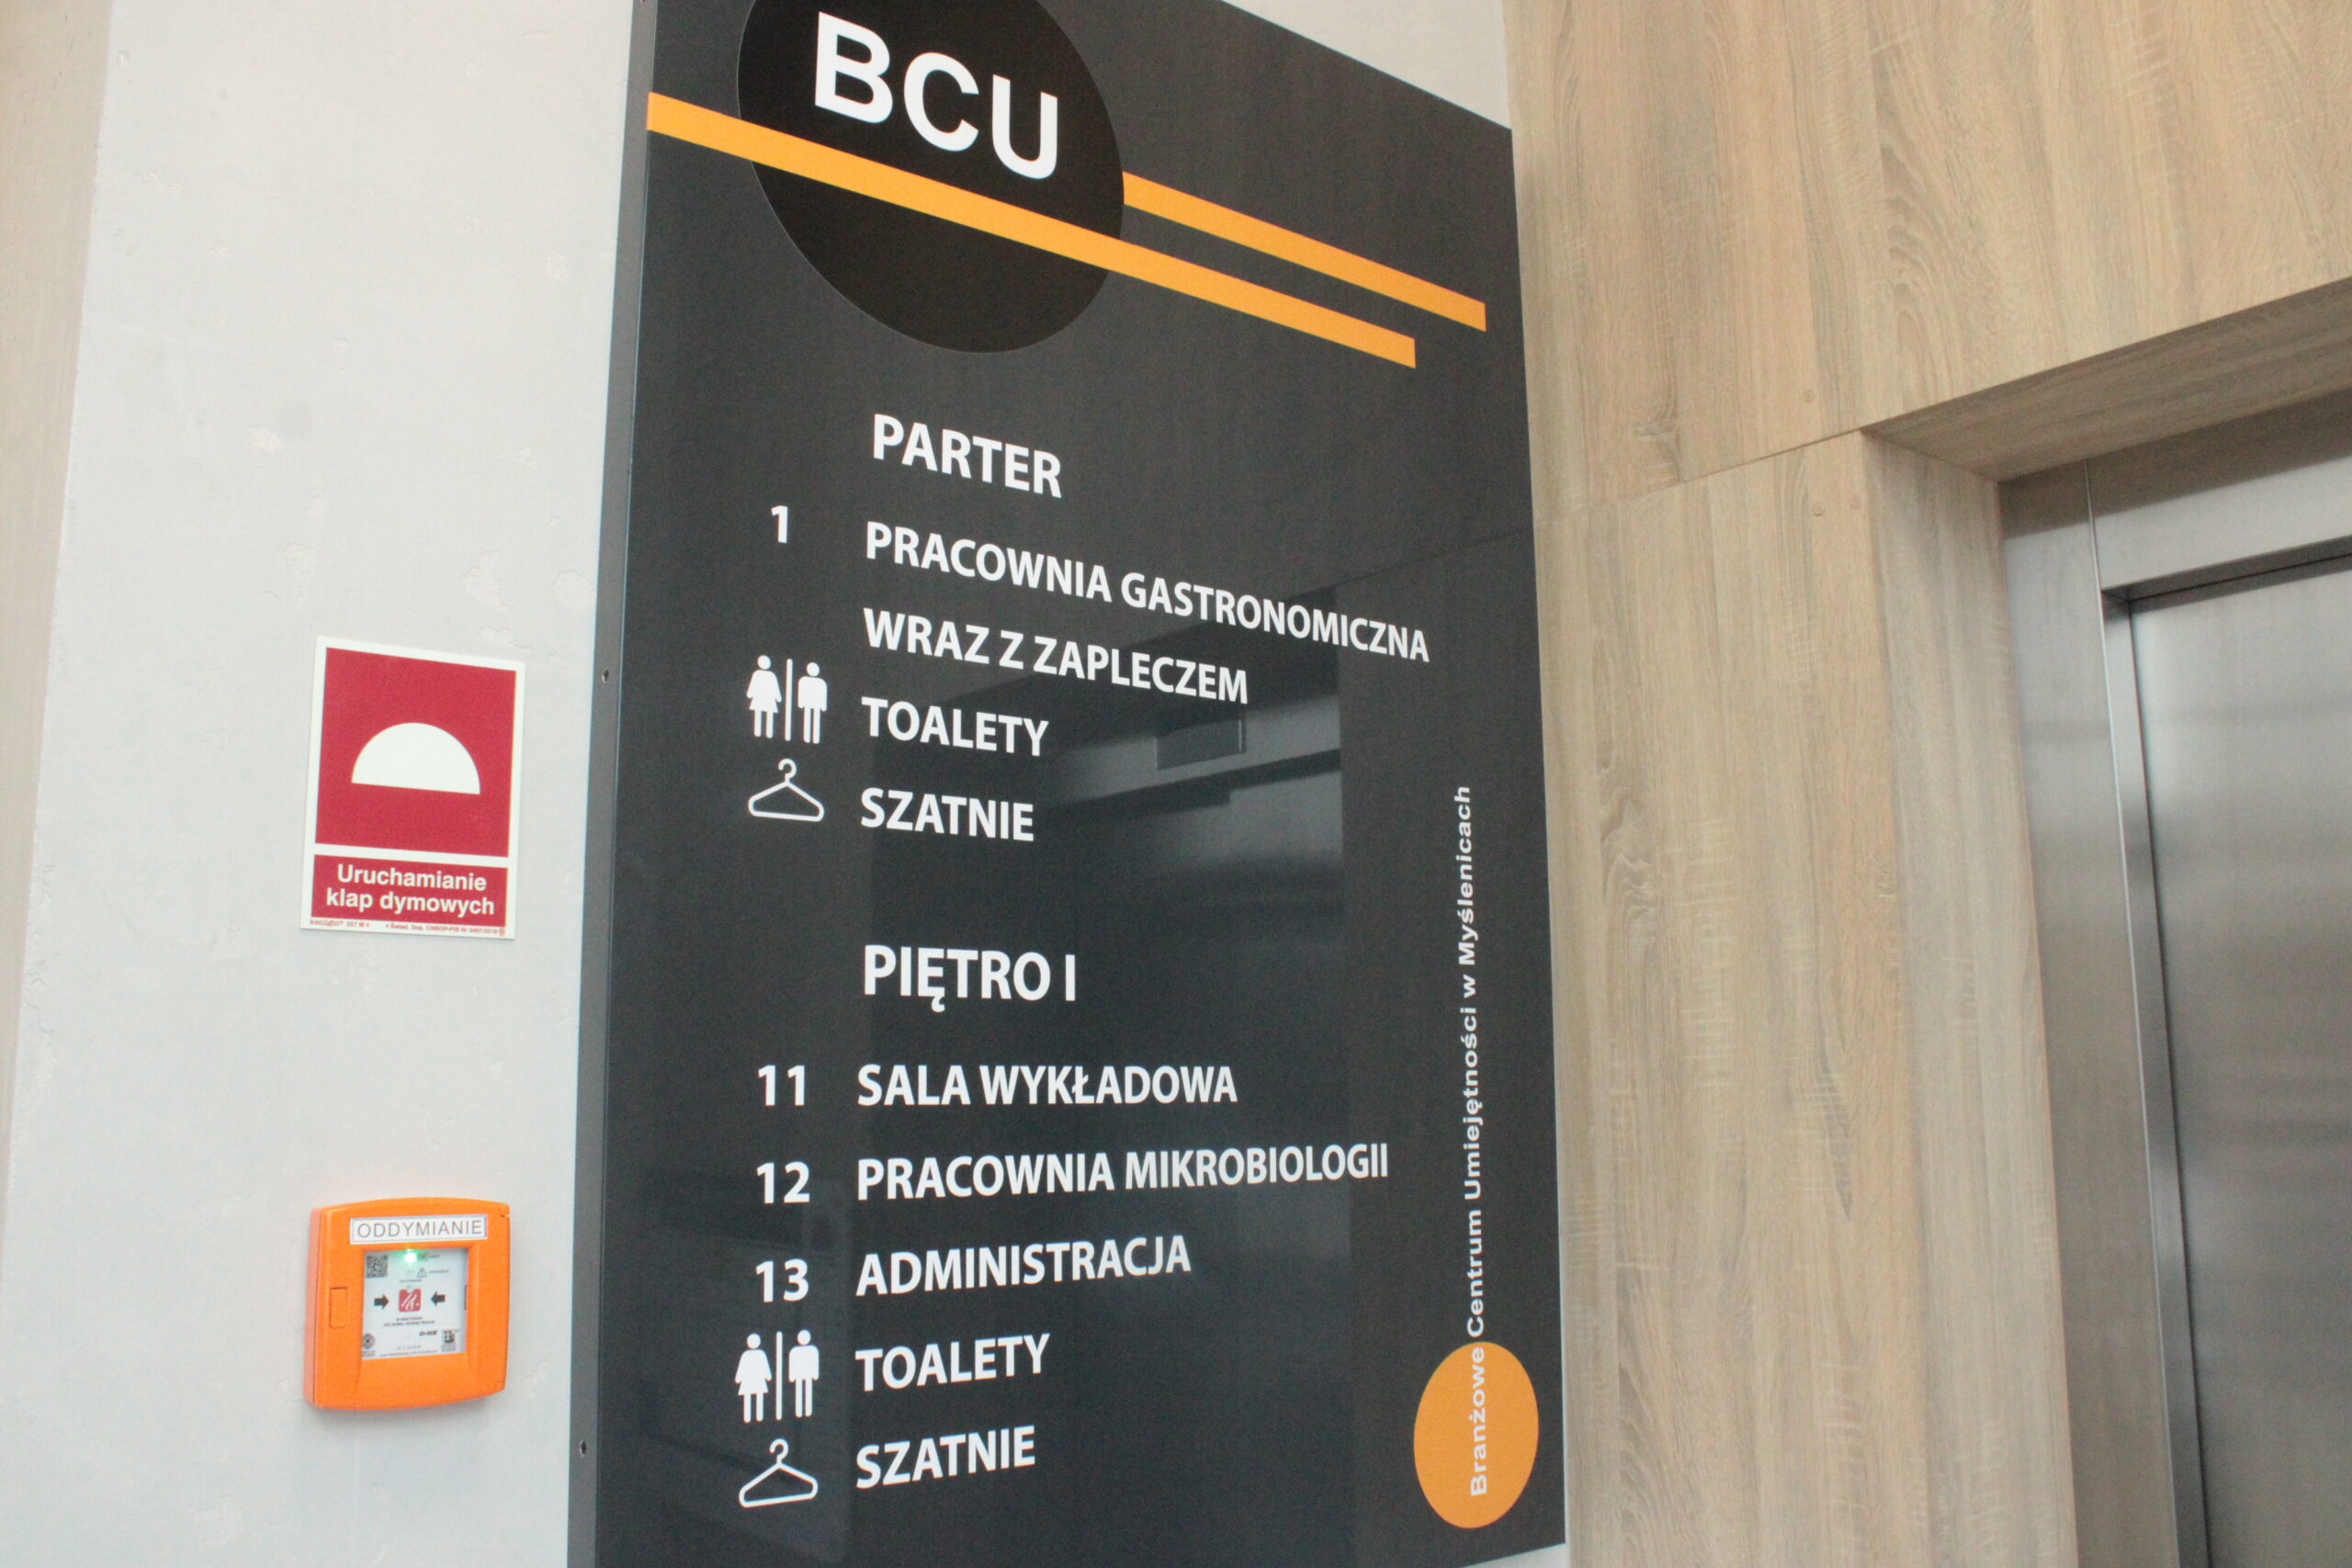 BCU
PARTER
1 PRACOWNIA GASTRONOMICZNA
WRAZ Z ZAPLECZEM
TOALETY
SZATNIE
PIĘTRO I
11 SALA WYKŁADOWA
12 PRACOWNIA MIKROBIOLOGII
13 ADMINISTRACJA
TOALETY
SZATNIE
Branżowe Centrum Umiejętności w Myślenicach
Uruchamianie
klap dymowych
ODDYMIANIE